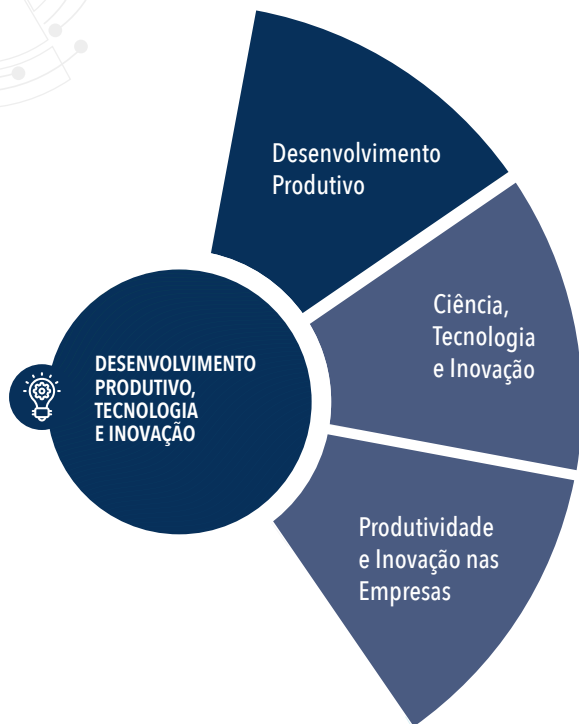 Desenvolvimento
Produtivo
Ciência,
Tecnologia
e Inovação
DESENVOLVIMENTO
PRODUTIVO,
TECNOLOGIA
E INOVAÇÃO
Produtividade
e Inovação nas
Empresas